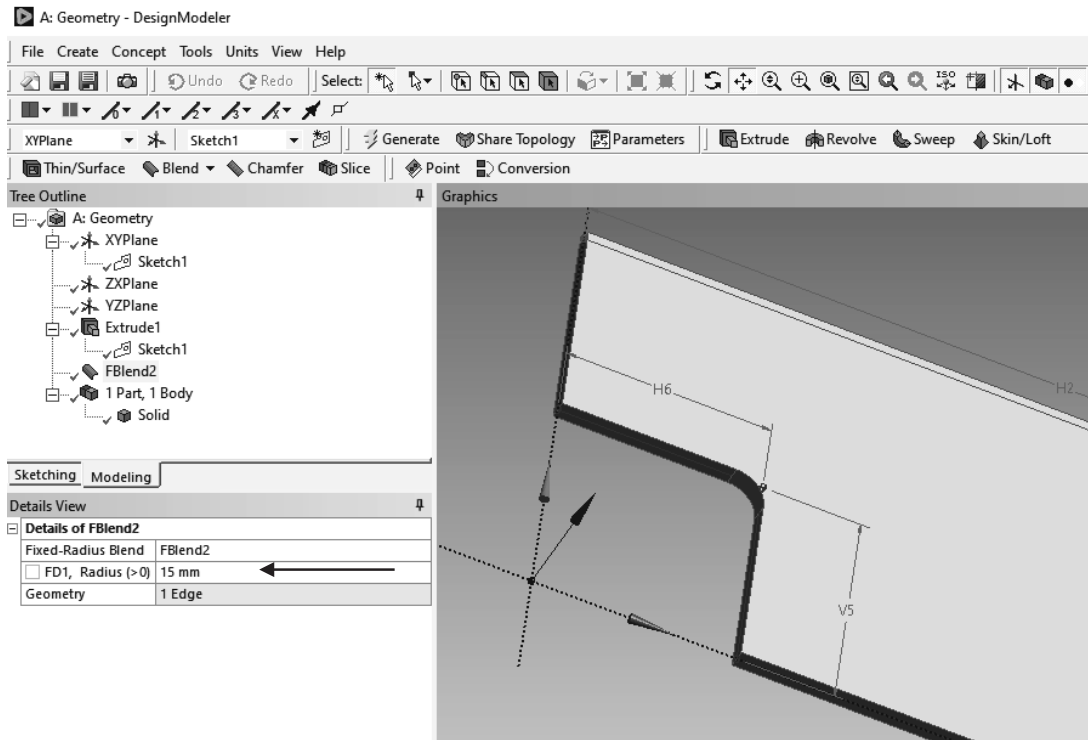 A: Geometry - DesignModeler
File Create Concept Tools Units View Help
Undo Redo Select: ISO
XYPlane Sketch1 Generate Share Topology Parameters Extrude Revolve Sweep Skin/Loft
Thin/Surface Blend Chamfer Slice Point Conversion
Tree Outline
Graphics
A: Geometry
XYPlane
Sketch1
ZXPlane
YZPlane
Extrude1
Sketch1
FBlend2
1 Part, 1 Body
Solid
Sketching Modeling
Details View
Details of FBlend2
Fixed-Radius Blend FBlend2
FD1, Radius (>0) 15 mm
Geometry 1 Edge
H2
H6
V5